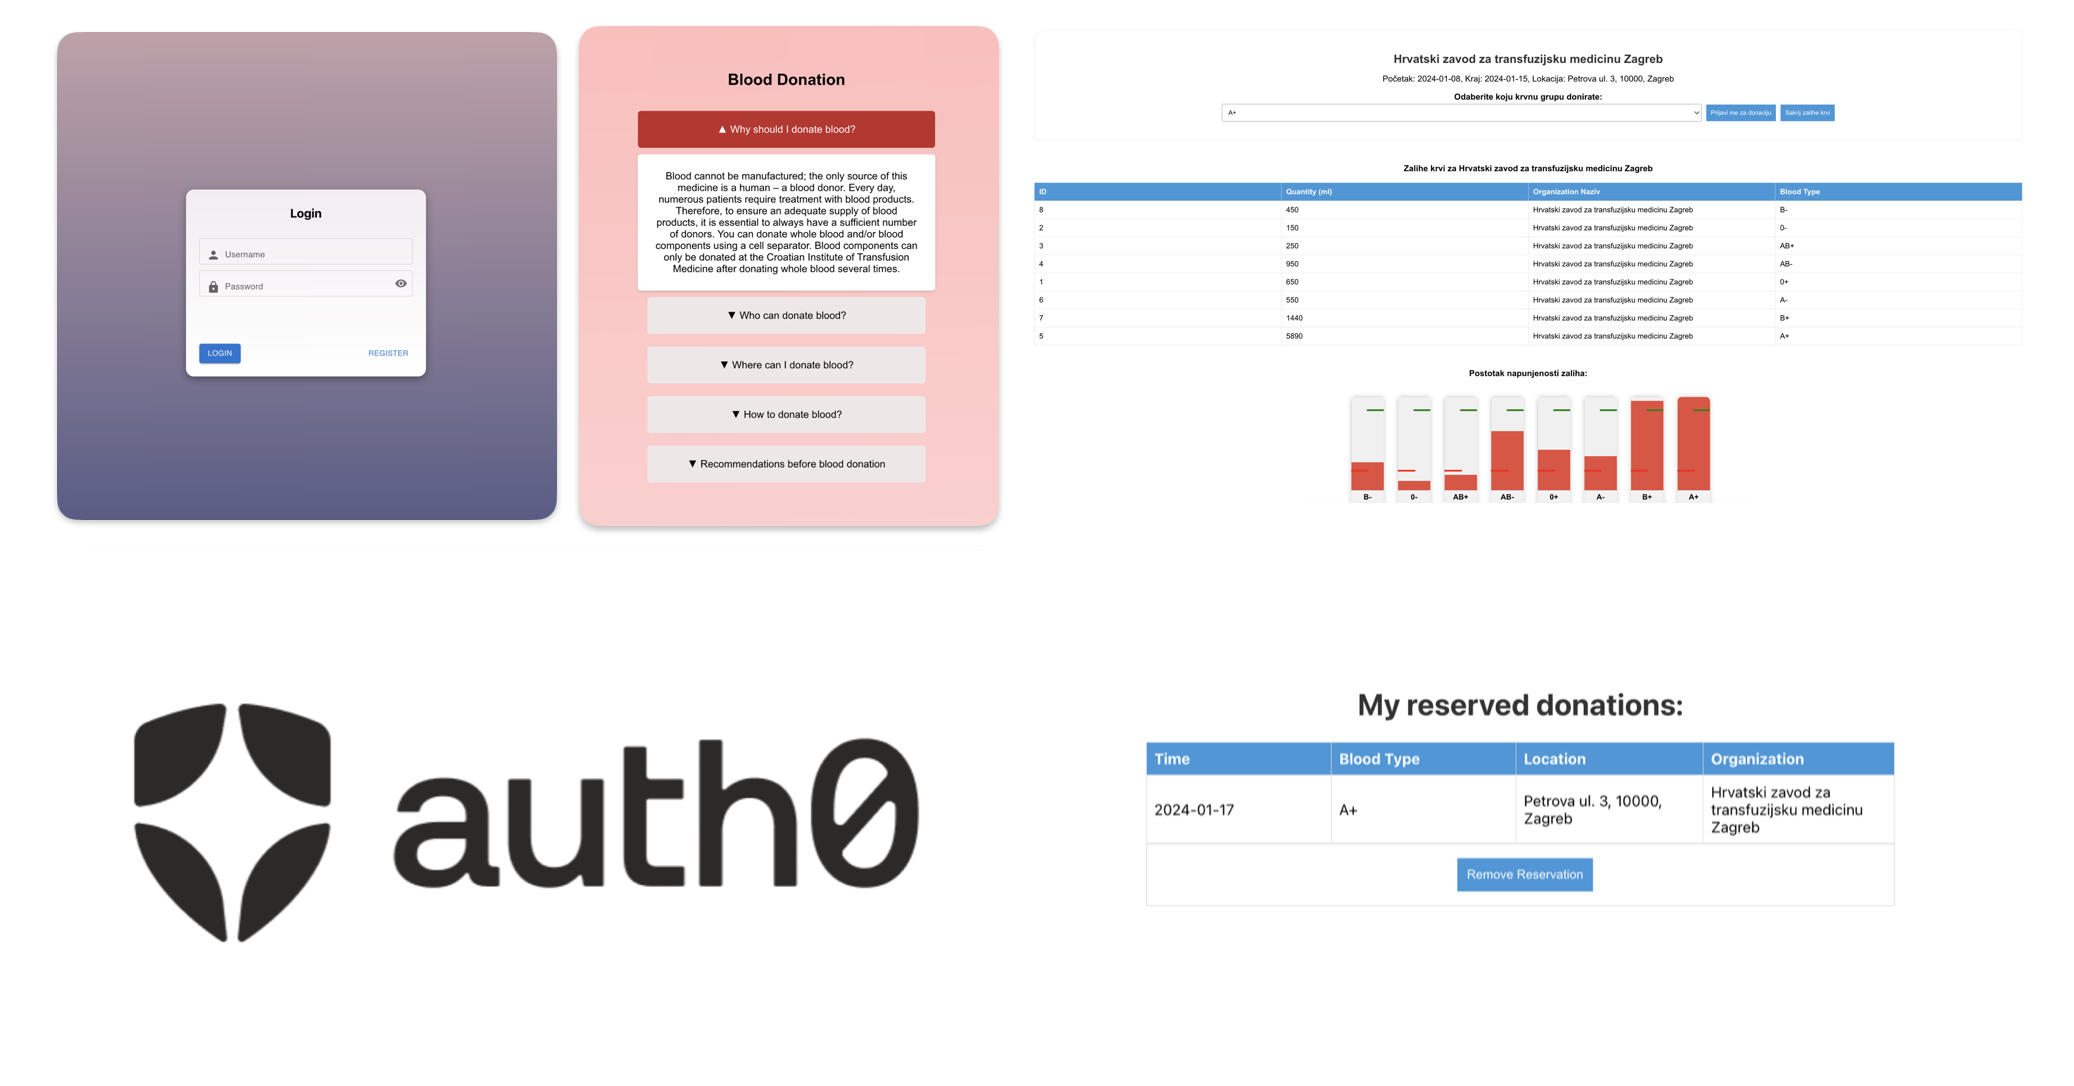 Login
Username
Password
LOGIN
REGISTER
Blood Donation
▲ Why should I donate blood?
Blood cannot be manufactured; the only source of this
medicine is a human – a blood donor. Every day,
numerous patients require treatment with blood products.
Therefore, to ensure an adequate supply of blood
products, it is essential to always have a sufficient number
of donors. You can donate whole blood and/or blood
components using a cell separator. Blood components can
only be donated at the Croatian Institute of Transfusion
Medicine after donating whole blood several times.
▼ Who can donate blood?
▼ Where can I donate blood?
▼ How to donate blood?
▼ Recommendations before blood donation
Hrvatski zavod za transfuzijsku medicinu Zagreb
Početak: 2024-01-08, Kraj: 2024-01-15, Lokacija: Petrova ul. 3, 10000, Zagreb
Odaberite koju krvnu grupu donirate:
A+ Prijavi me za donaciju Sakrij zalihe krvi
Zalihe krvi za Hrvatski zavod za transfuzijsku medicinu Zagreb
ID Quantity (ml) Organization Naziv Blood Type
8 450 Hrvatski zavod za transfuzijsku medicinu Zagreb B-
2 150 Hrvatski zavod za transfuzijsku medicinu Zagreb 0-
3 250 Hrvatski zavod za transfuzijsku medicinu Zagreb AB+
4 950 Hrvatski zavod za transfuzijsku medicinu Zagreb AB-
1 650 Hrvatski zavod za transfuzijsku medicinu Zagreb 0+
6 550 Hrvatski zavod za transfuzijsku medicinu Zagreb A-
7 1440 Hrvatski zavod za transfuzijsku medicinu Zagreb B+
5 5890 Hrvatski zavod za transfuzijsku medicinu Zagreb A+
Postotak napunjenosti zaliha:
B- 0- AB+ AB- 0+ A- B+ A+
auth0
My reserved donations:
Time Blood Type Location Organization
2024-01-17 A+ Petrova ul. 3, 10000, Zagreb Hrvatski zavod za transfuzijsku medicinu Zagreb
Remove Reservation